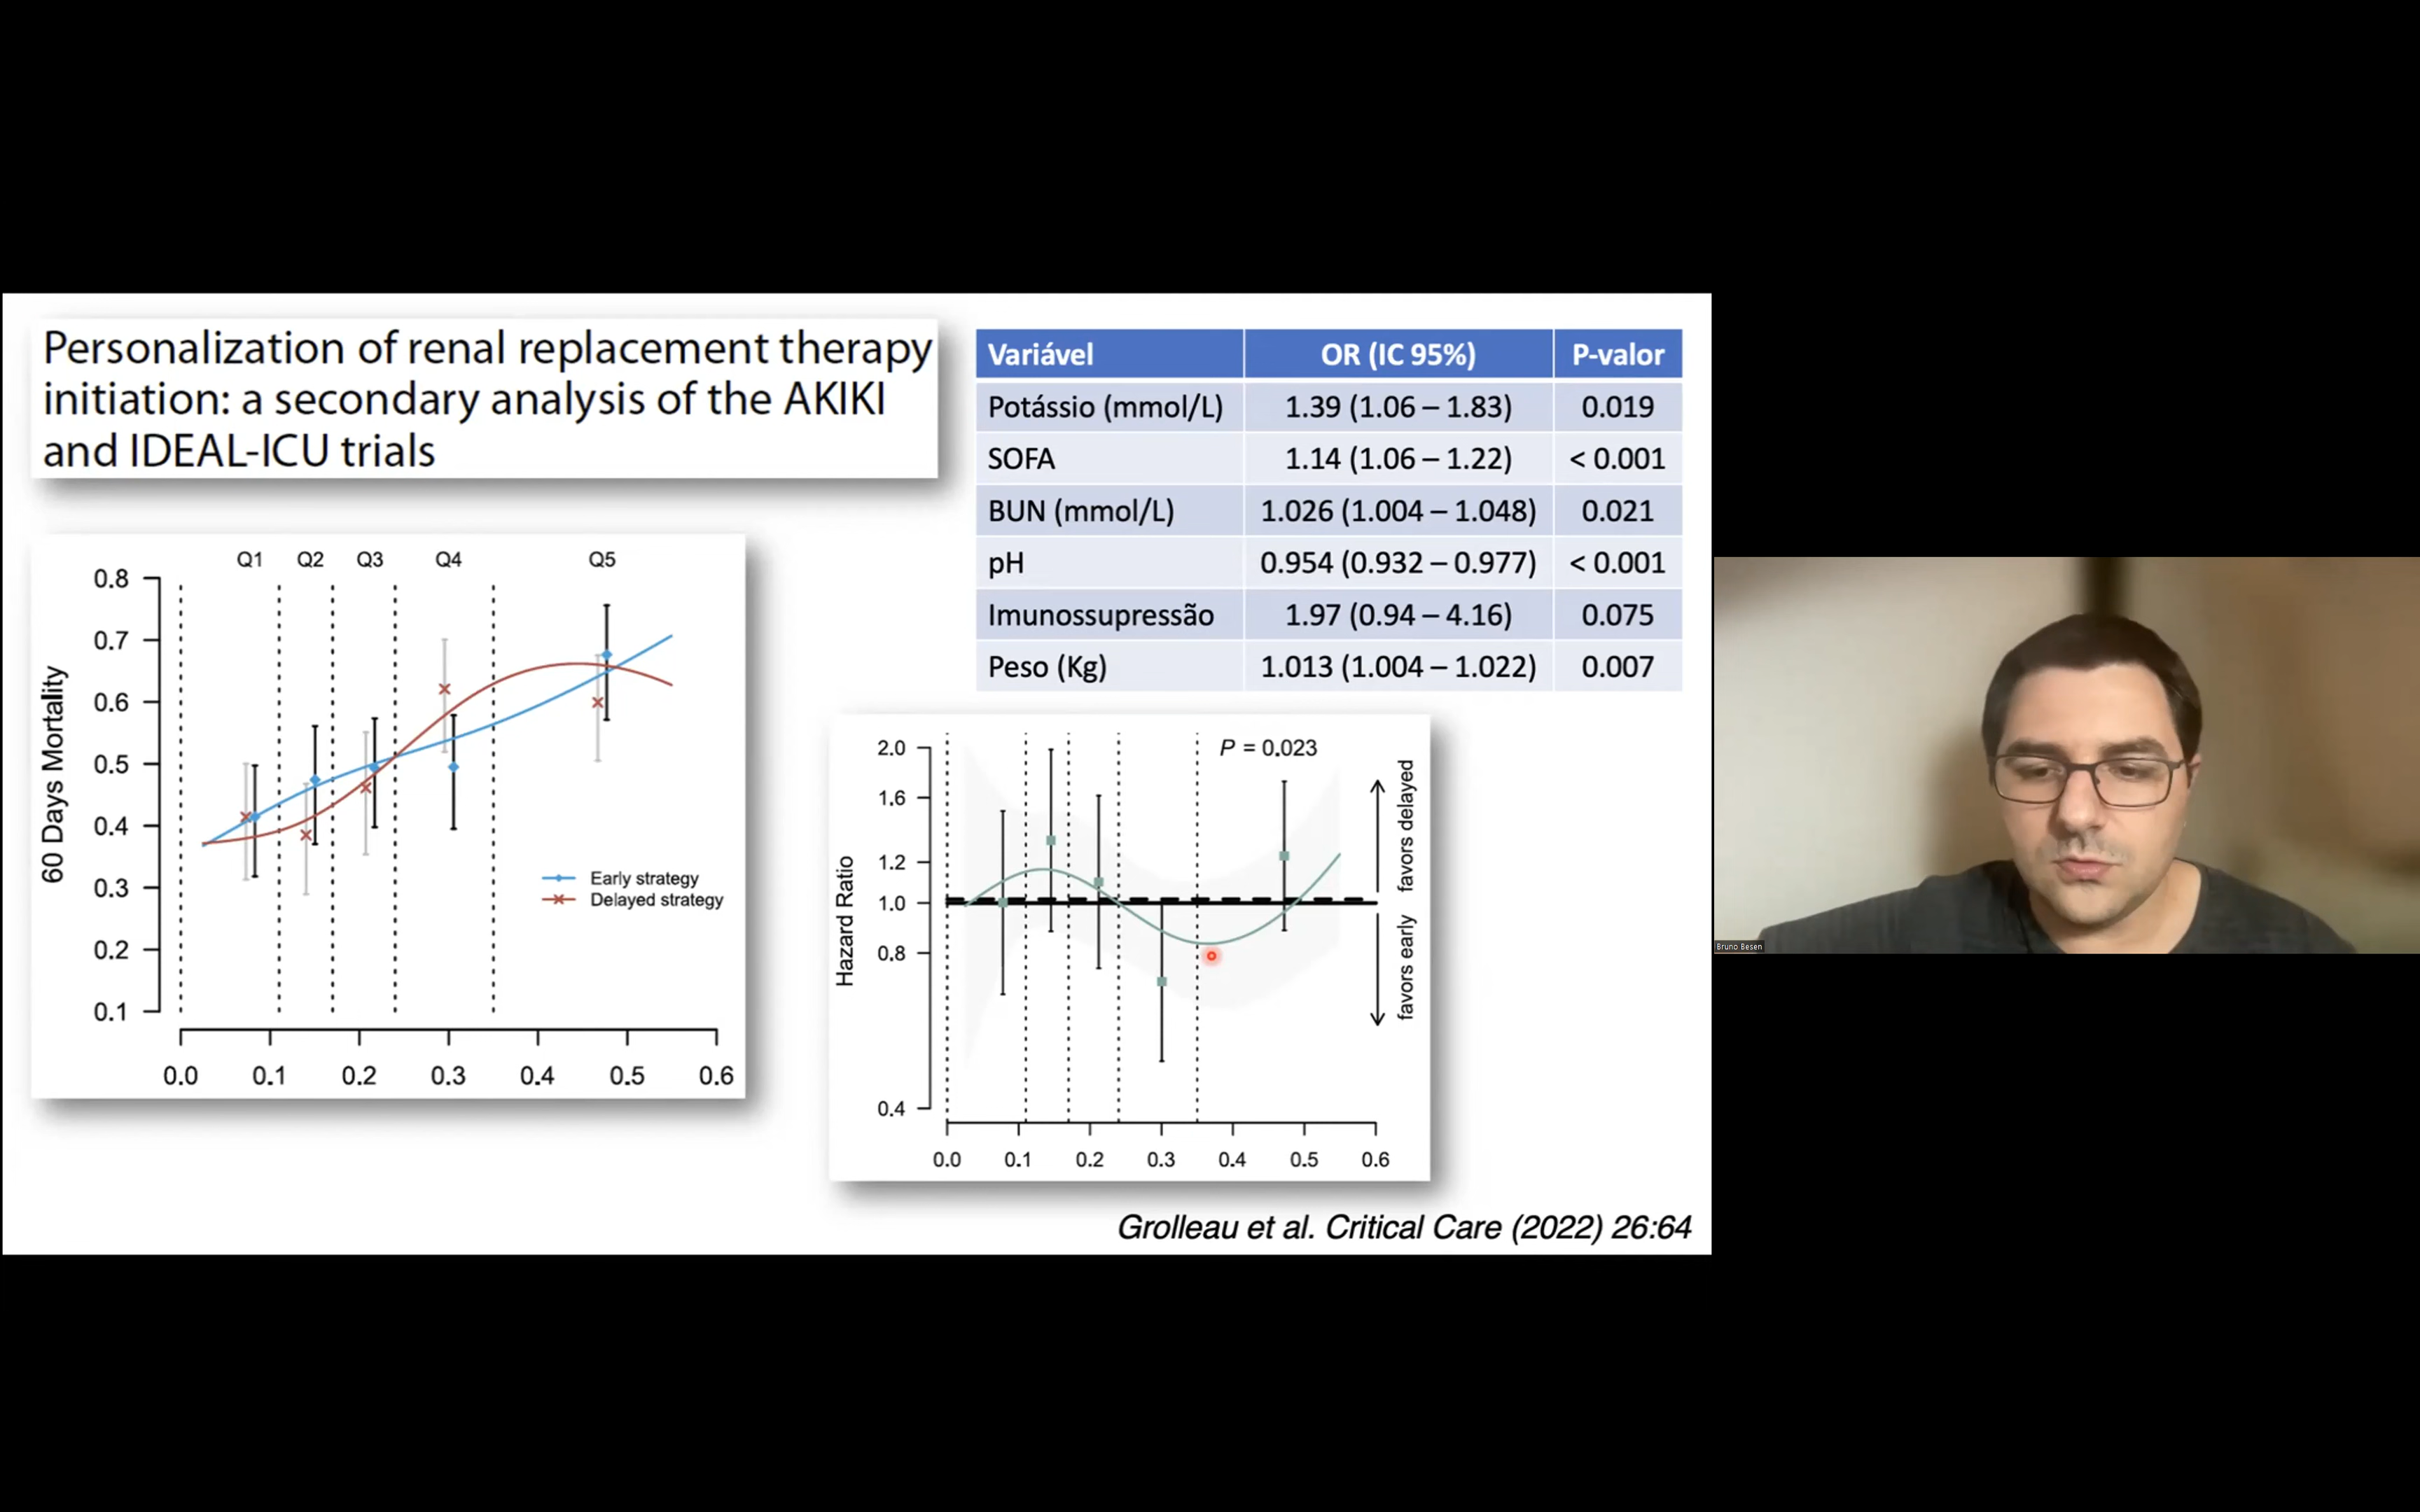 Personalization of renal replacement therapy
initiation: a secondary analysis of the AKIKI
and IDEAL-ICU trials
Variável OR (IC 95%) P-valor
Potássio (mmol/L) 1.39 (1.06 – 1.83) 0.019
SOFA 1.14 (1.06 – 1.22) < 0.001
BUN (mmol/L) 1.026 (1.004 – 1.048) 0.021
pH 0.954 (0.932 – 0.977) < 0.001
Imunossupressão 1.97 (0.94 – 4.16) 0.075
Peso (Kg) 1.013 (1.004 – 1.022) 0.007
Q1 Q2 Q3 Q4 Q5
60 Days Mortality
0.8
0.7
0.6
0.5
0.4
0.3
0.2
0.1
Early strategy
Delayed strategy
0.0 0.1 0.2 0.3 0.4 0.5 0.6
P = 0.023
Hazard Ratio
2.0
1.6
1.2
1.0
0.8
0.4
favors delayed
favors early
0.0 0.1 0.2 0.3 0.4 0.5 0.6
Grolleau et al. Critical Care (2022) 26:64
Bruno Besen